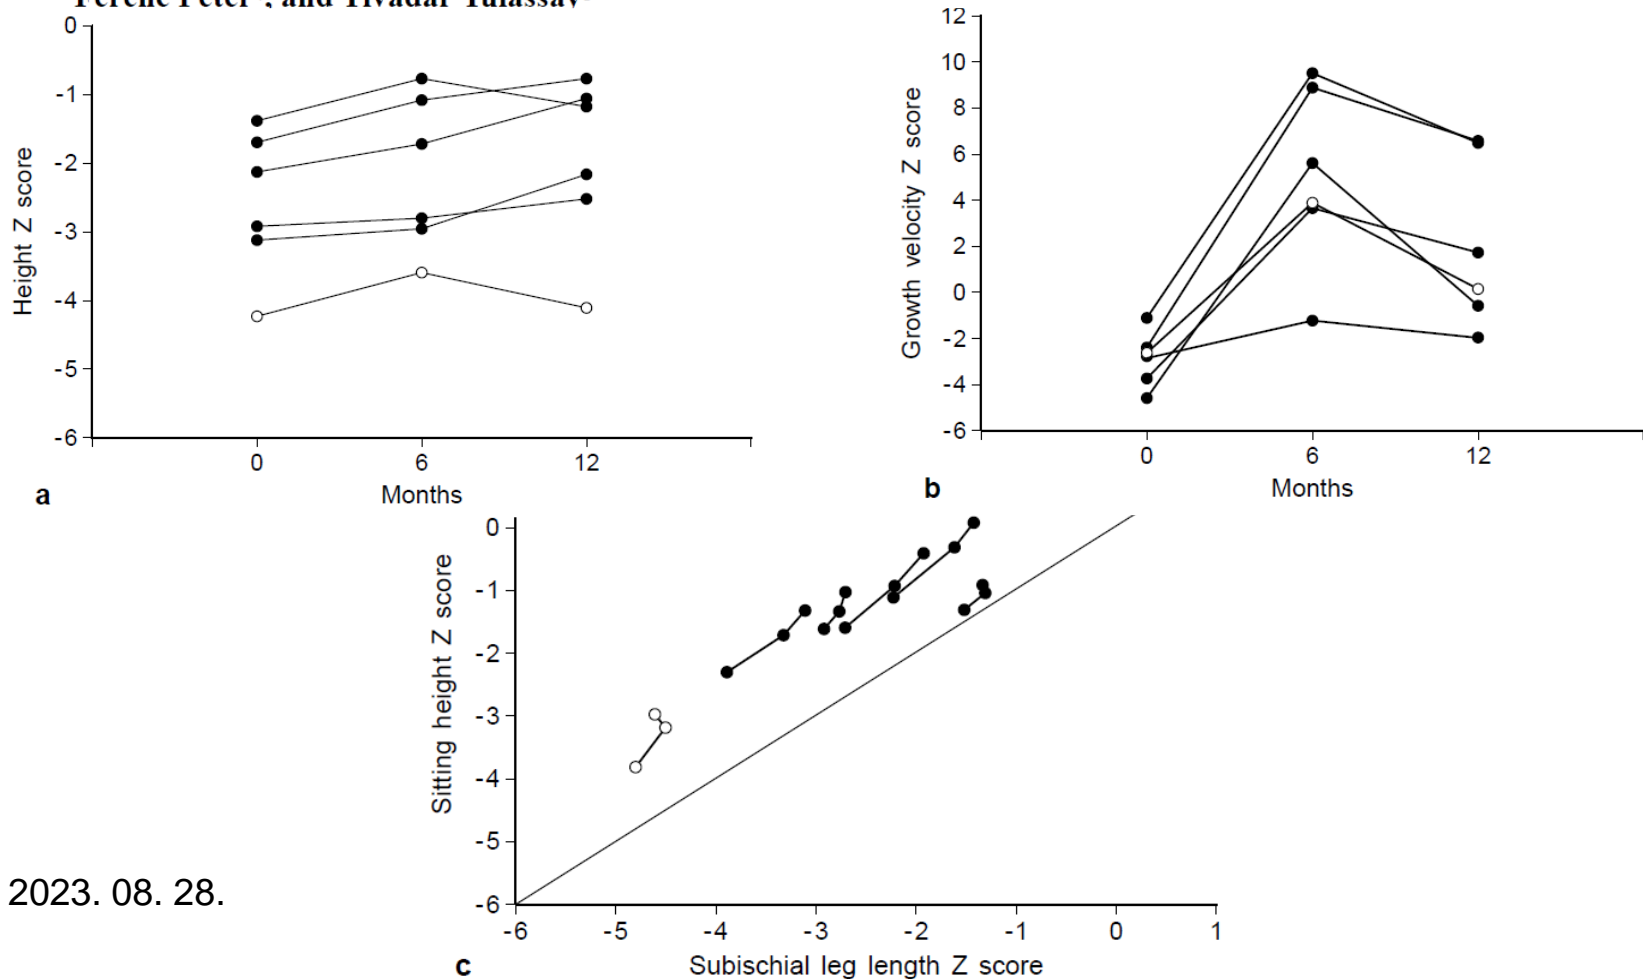 0
-1
-2
-3
-4
-5
-6
Height Z score
0 6 12
Months
a
12
10
8
6
4
2
0
-2
-4
-6
Growth velocity Z score
0 6 12
Months
b
0
-1
-2
-3
-4
-5
-6
Sitting height Z score
-6 -5 -4 -3 -2 -1 0 1
Subischial leg length Z score
c
2023. 08. 28.